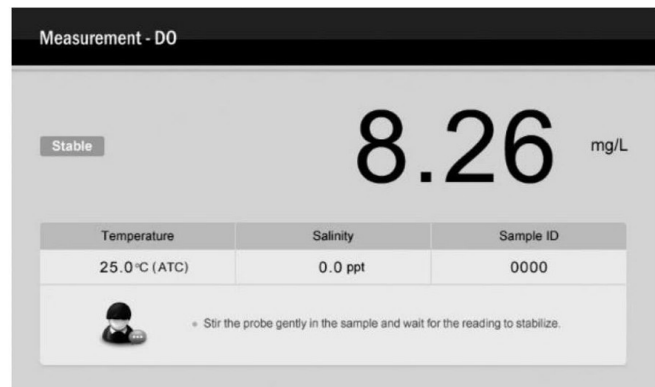 Measurement - DO
Stable
8.26 mg/L
Temperature Salinity Sample ID
25.0°C (ATC) 0.0 ppt 0000
Stir the probe gently in the sample and wait for the reading to stabilize.